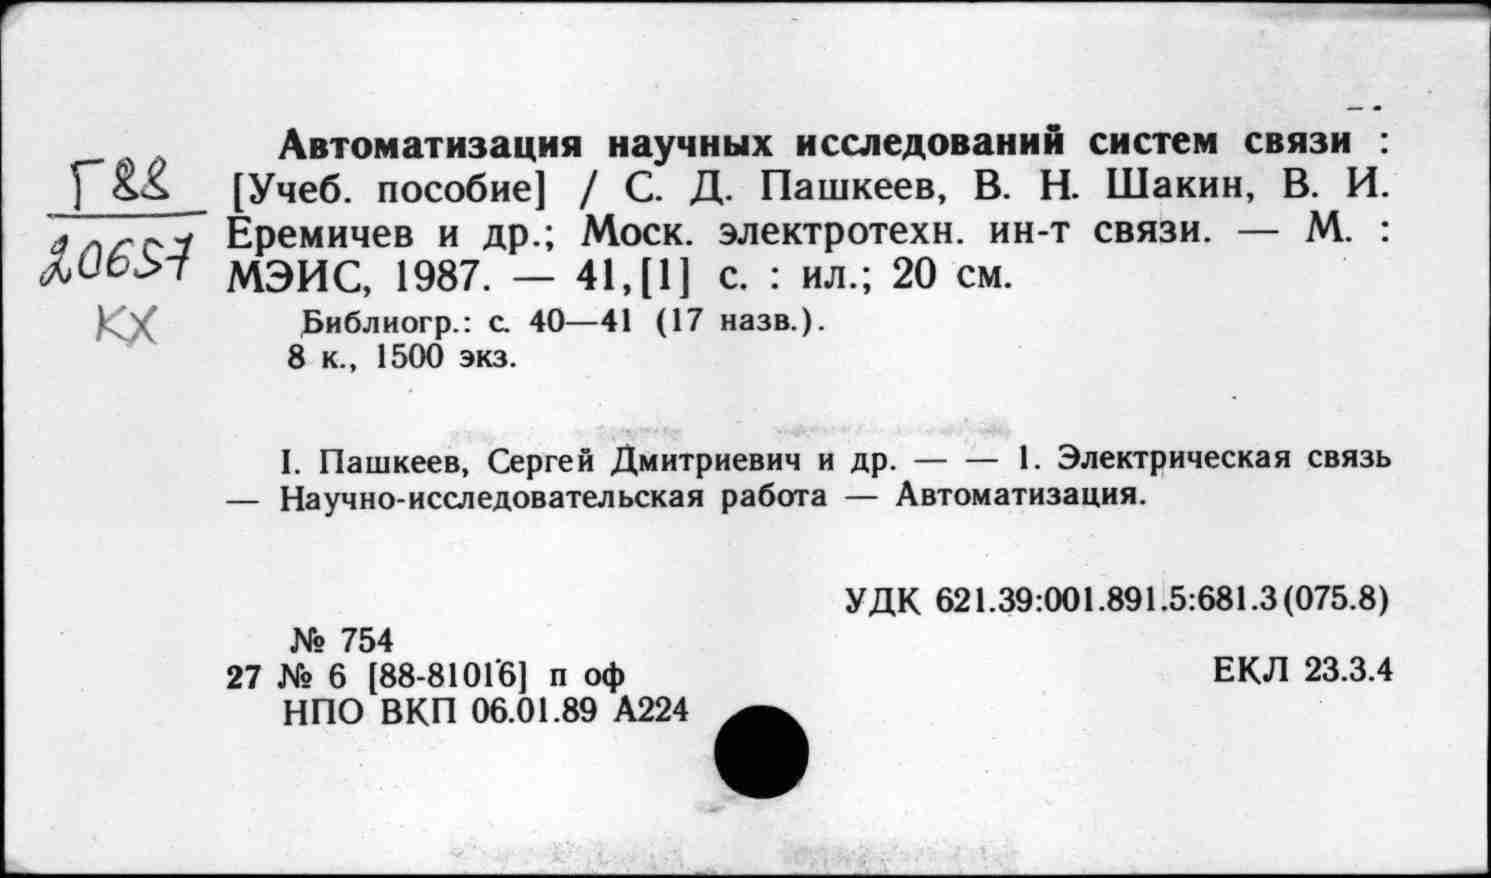 Автоматизация научных исследований систем связи :
Г88 [Учеб. пособие] / С. Д. Пашкеев, В. Н. Шакин, В. И.
Еремичев и др.; Моск. электротехн. ин-т связи. — М. :
МЭИС, 1987. — 41,[1] с. : ил.; 20 см.
КХ Библиогр.: с. 40—41 (17 назв.).
8 к., 1500 экз.
I. Пашкеев, Сергей Дмитриевич и др. — — 1. Электрическая связь
— Научно-исследовательская работа — Автоматизация.
УДК 621.39:001.891.5:681.3(075.8)
№ 754
27 № 6 [88-81016] п оф ЕКЛ 23.3.4
НПО ВКП 06.01.89 А224